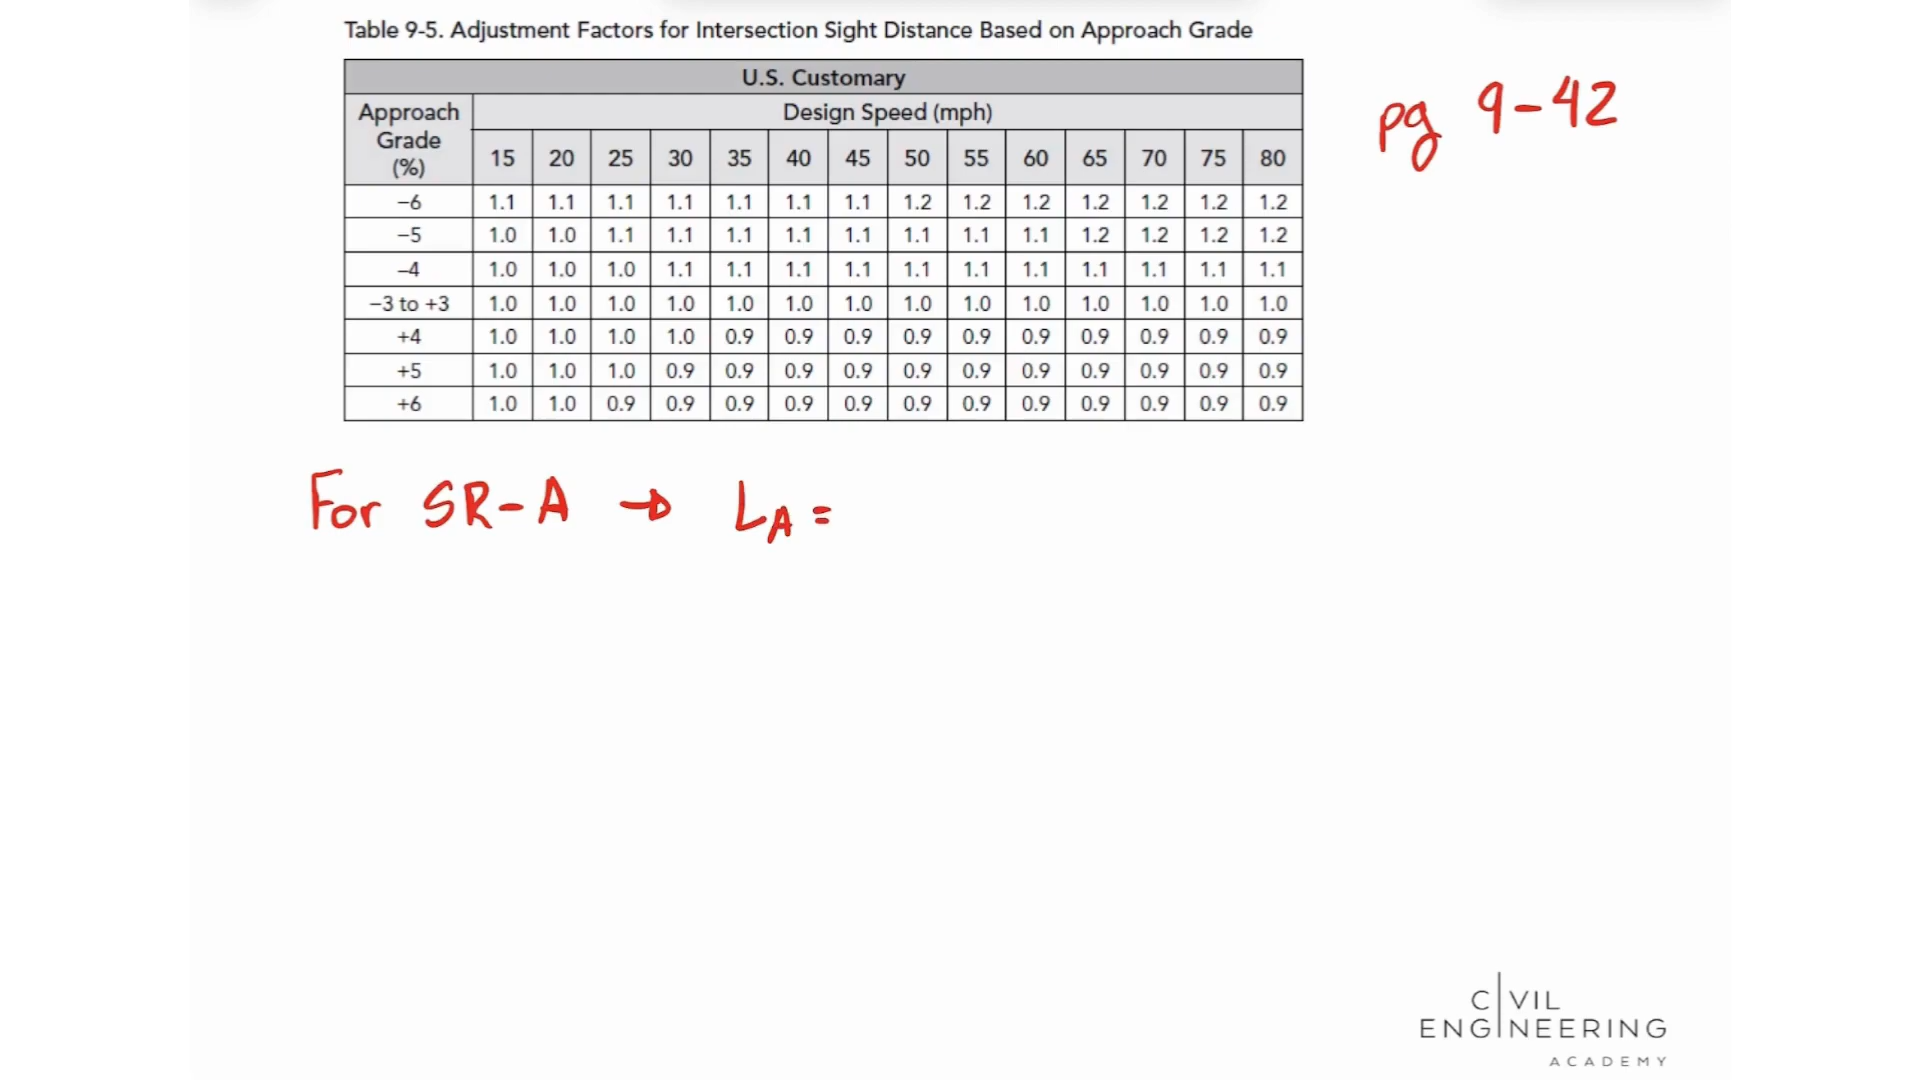 Table 9-5. Adjustment Factors for Intersection Sight Distance Based on Approach Grade
U.S. Customary
Approach Grade (%) Design Speed (mph)
15 20 25 30 35 40 45 50 55 60 65 70 75 80
−6 1.1 1.1 1.1 1.1 1.1 1.1 1.1 1.2 1.2 1.2 1.2 1.2 1.2 1.2
−5 1.0 1.0 1.1 1.1 1.1 1.1 1.1 1.1 1.1 1.1 1.2 1.2 1.2 1.2
−4 1.0 1.0 1.0 1.1 1.1 1.1 1.1 1.1 1.1 1.1 1.1 1.1 1.1 1.1
−3 to +3 1.0 1.0 1.0 1.0 1.0 1.0 1.0 1.0 1.0 1.0 1.0 1.0 1.0 1.0
+4 1.0 1.0 1.0 1.0 0.9 0.9 0.9 0.9 0.9 0.9 0.9 0.9 0.9 0.9
+5 1.0 1.0 1.0 0.9 0.9 0.9 0.9 0.9 0.9 0.9 0.9 0.9 0.9 0.9
+6 1.0 1.0 0.9 0.9 0.9 0.9 0.9 0.9 0.9 0.9 0.9 0.9 0.9 0.9
pg 9-42
For SR-A → LA =
CIVIL
ENGINEERING
ACADEMY